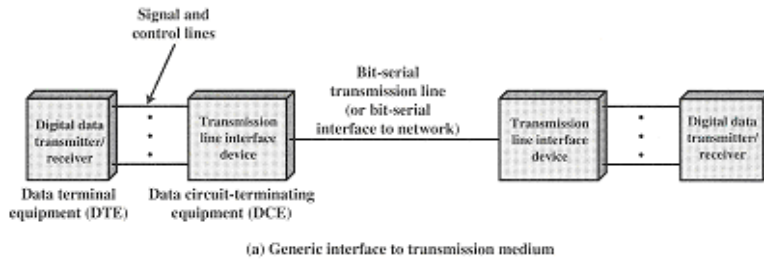 Signal and
control lines
Bit-serial
transmission line
(or bit-serial
interface to network)
Digital data
transmitter/
receiver
Transmission
line interface
device
Transmission
line interface
device
Digital data
transmitter/
receiver
Data terminal
equipment (DTE)
Data circuit-terminating
equipment (DCE)
(a) Generic interface to transmission medium